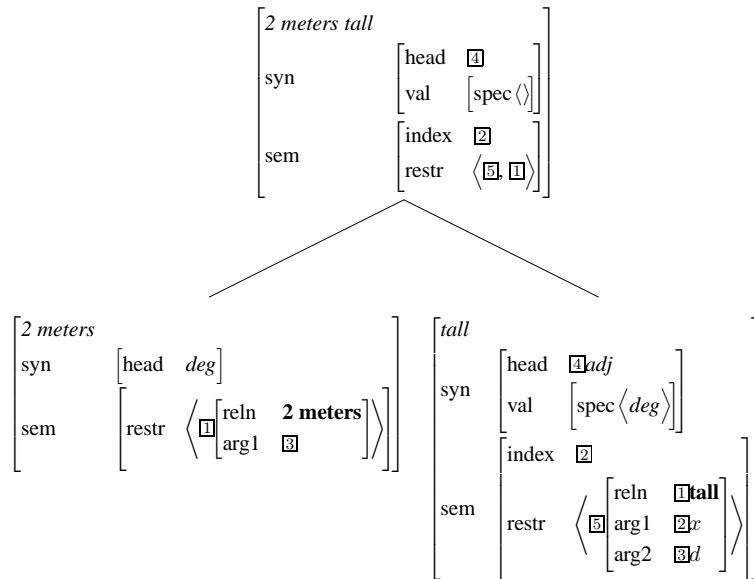 2 meters tall
syn
head 4
val [spec ⟨⟩]
sem
index 2
restr ⟨5, 1⟩
2 meters
syn [head deg]
sem
restr ⟨1
reln 2 meters
arg1 3
⟩
tall
syn
head 4adj
val [spec ⟨deg⟩]
sem
index 2
restr ⟨5
reln 1tall
arg1 2x
arg2 3d
⟩